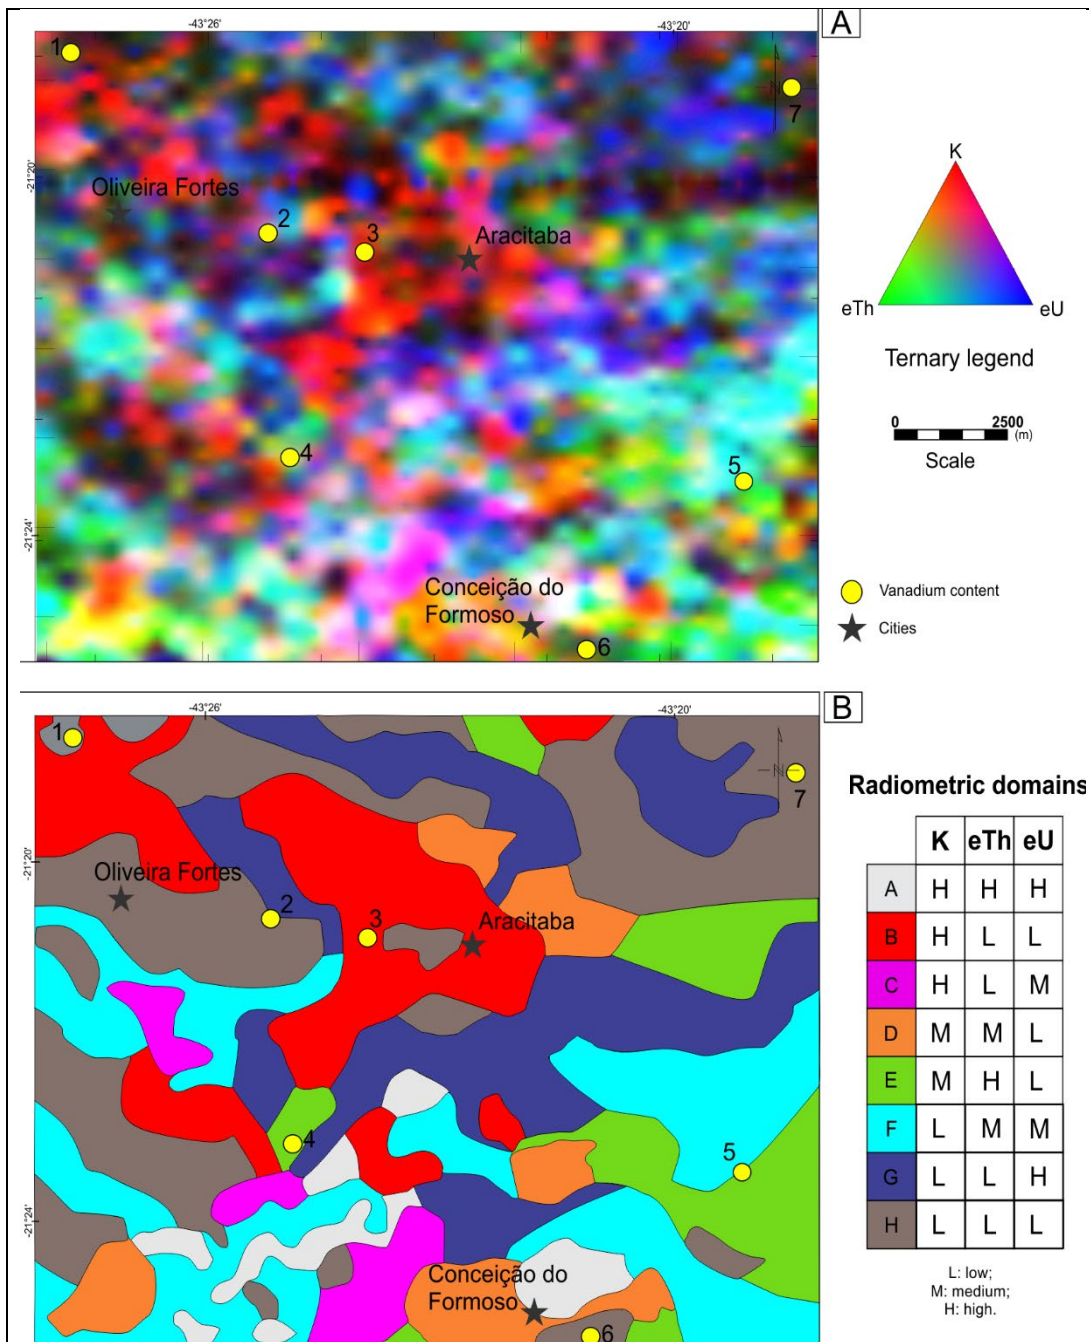 -43°26'
-43°20'
A
1
7
N
-21°20'
Oliveira Fortes
2
3
Aracitaba
K
eTh
eU
Ternary legend
0
2500
(m)
Scale
4
5
-21°24'
Conceição do
Formoso
6
Vanadium content
Cities
-43°26'
-43°20'
B
1
7
N
Radiometric domains
K eTh eU
A H H H
B H L L
C H L M
D M M L
E M H L
F L M M
G L L H
H L L L
L: low;
M: medium;
H: high.
-21°20'
Oliveira Fortes
2
3
Aracitaba
4
5
-21°24'
Conceição do
Formoso
6